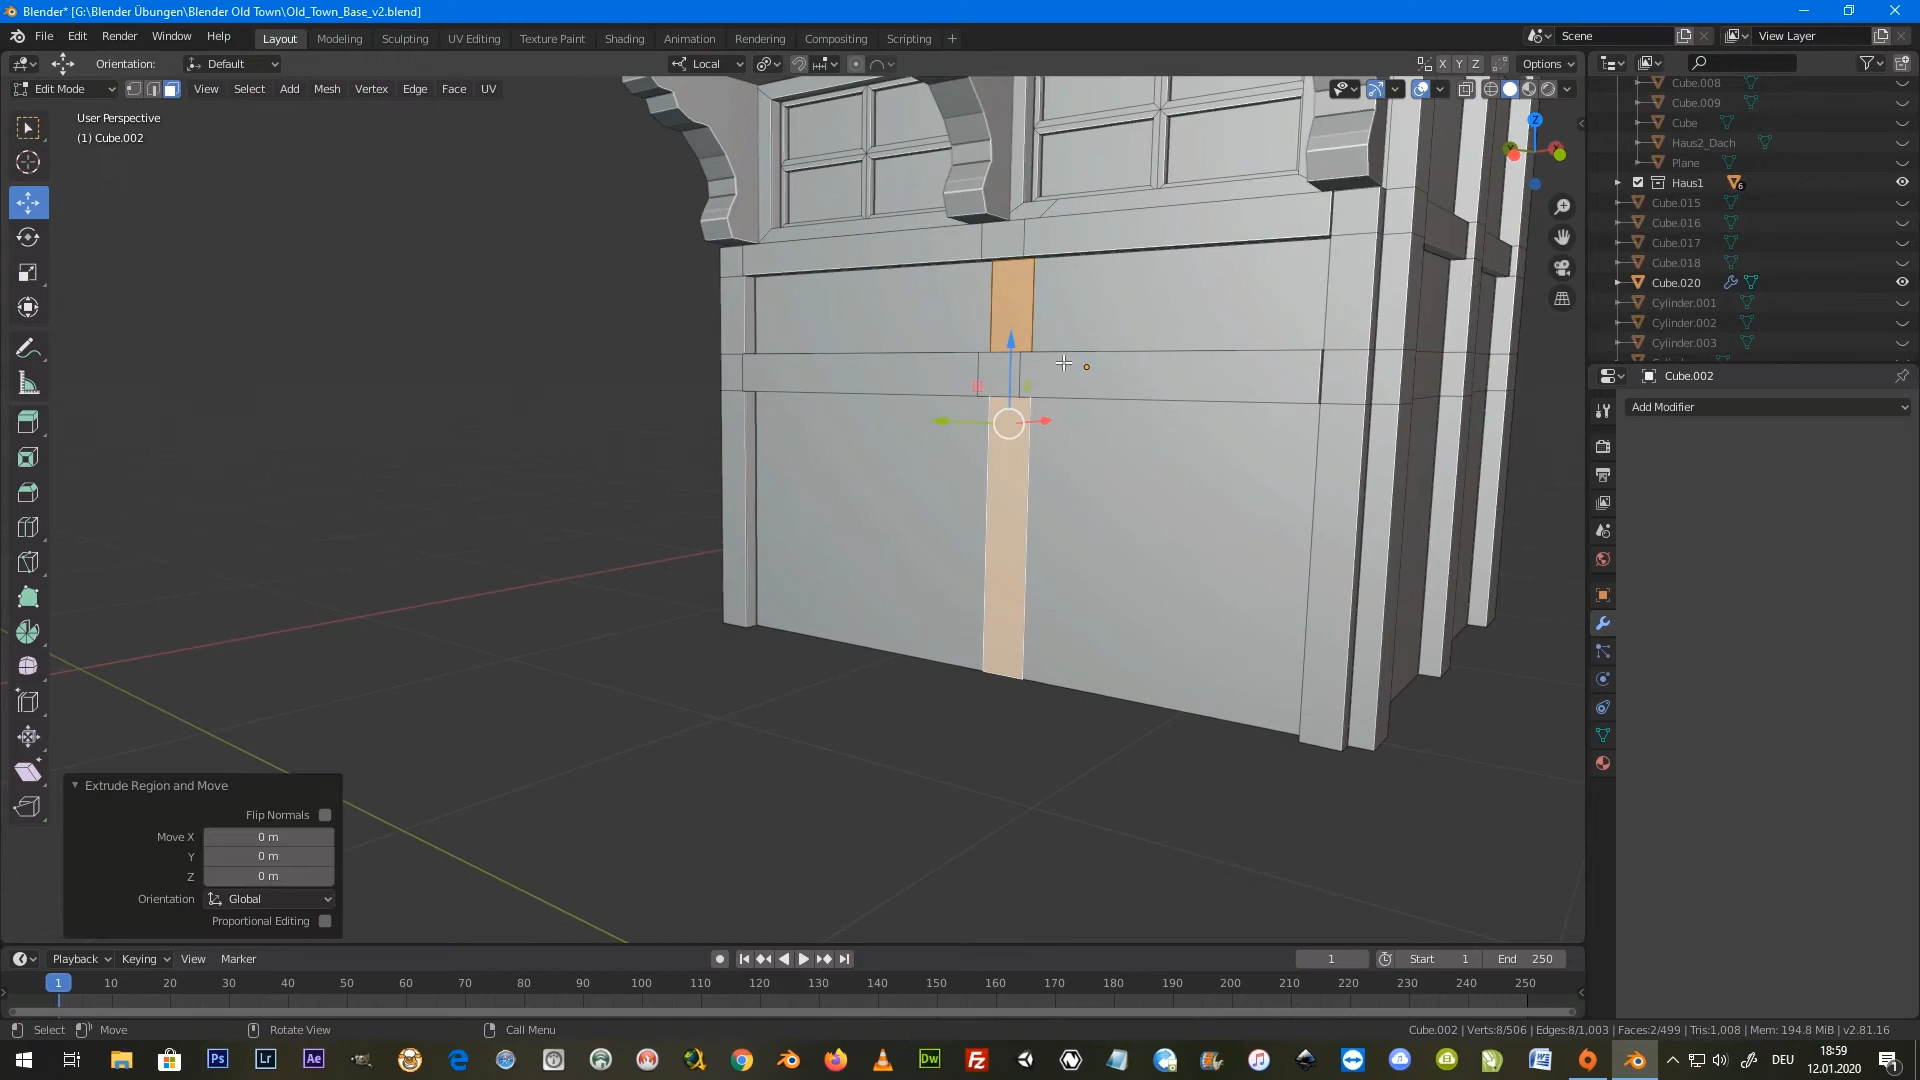 Blender* [G:\Blender Übungen\Blender Old Town\Old_Town_Base_v2.blend]
File Edit Render Window Help
Layout Modeling Sculpting UV Editing Texture Paint Shading Animation Rendering Compositing Scripting
Scene
View Layer
Orientation: Default
Local
X Y Z Options
Edit Mode View Select Add Mesh Vertex Edge Face UV
User Perspective
(1) Cube.002
Z
Cube.008
Cube.009
Cube
Haus2_Dach
Plane
Haus1 6
Cube.015
Cube.016
Cube.017
Cube.018
Cube.020
Cylinder.001
Cylinder.002
Cylinder.003
Cube.002
Add Modifier
Extrude Region and Move
Flip Normals
Move X 0 m
Y 0 m
Z 0 m
Orientation Global
Proportional Editing
Playback Keying View Marker
1 Start 1 End 250
1 10 20 30 40 50 60 70 80 90 100 110 120 130 140 150 160 170 180 190 200 210 220 230 240 250
Select Move Rotate View Call Menu
Cube.002 | Verts:8/506 | Edges:8/1,003 | Faces:2/499 | Tris:1,008 | Mem: 194.8 MiB | v2.81.16
Ps Lr Ae Dw DEU
18:59
12.01.2020
1